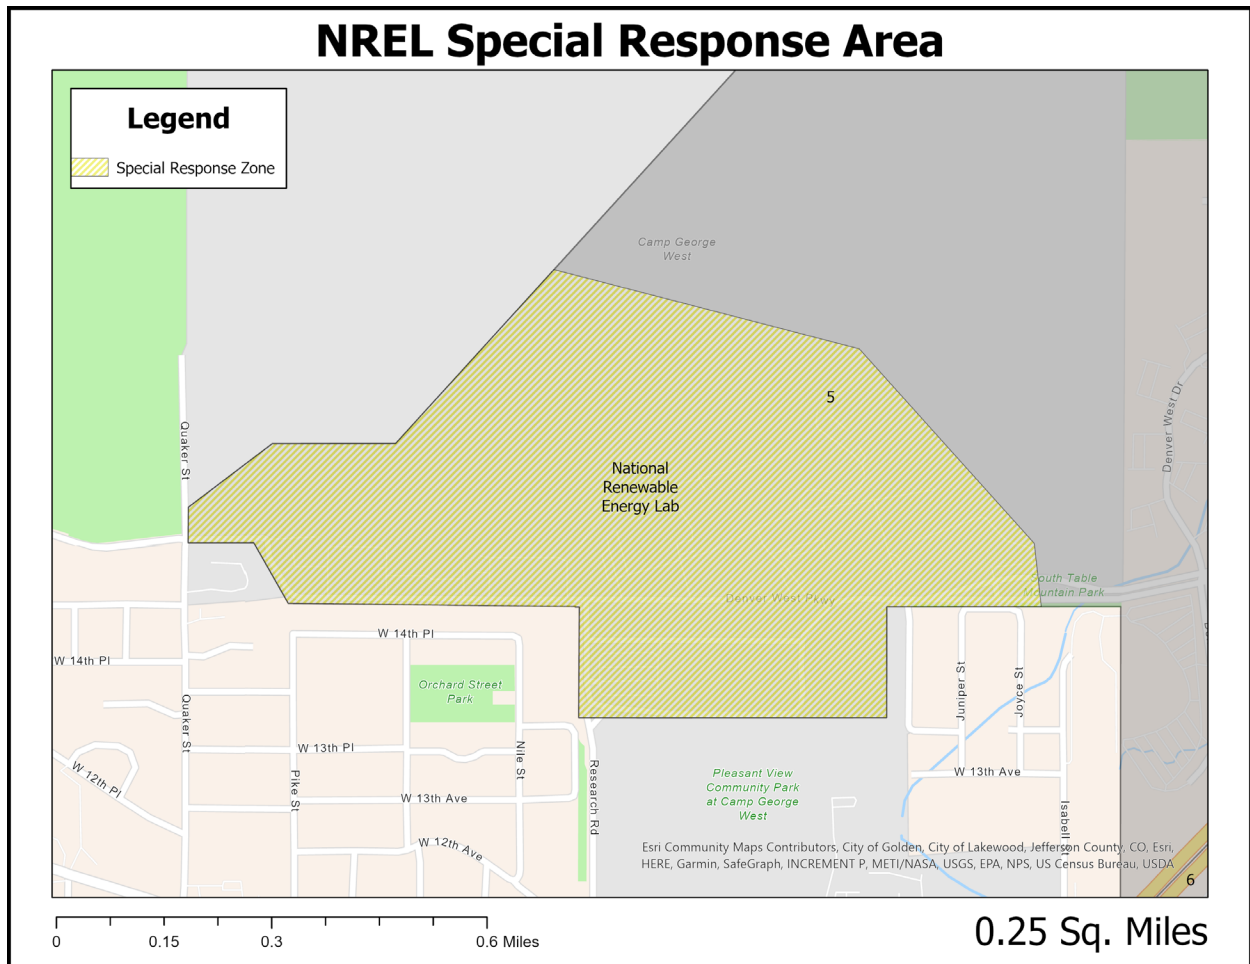 NREL Special Response Area
Legend
Special Response Zone
Camp George
West
5
National
Renewable
Energy Lab
Quaker St
Denver West Dr
South Table
Mountain Park
Denver West Pkwy
W 14th Pl
W 14th Pl
Orchard Street
Park
Juniper St
Joyce St
Quaker St
W 13th Pl
Nile St
W 12th Pl
Pike St
W 13th Ave
Research Rd
Pleasant View
Community Park
at Camp George
West
W 13th Ave
Isabell St
W 12th Ave
Esri Community Maps Contributors, City of Golden, City of Lakewood, Jefferson County, CO, Esri,
HERE, Garmin, SafeGraph, INCREMENT P, METI/NASA, USGS, EPA, NPS, US Census Bureau, USDA
6
0 0.15 0.3 0.6 Miles
0.25 Sq. Miles